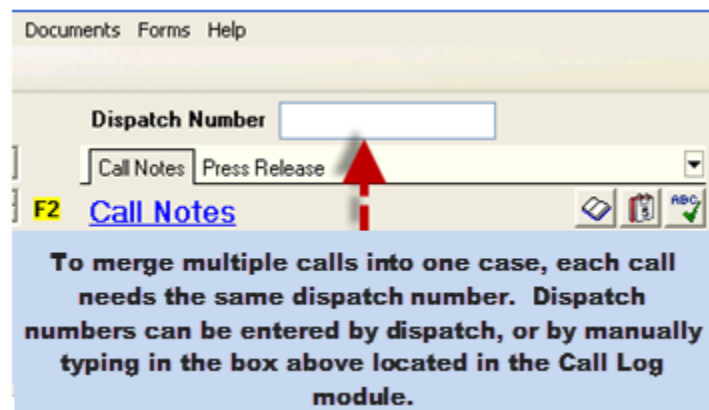 Documents Forms Help
Dispatch Number
Call Notes Press Release
F2 Call Notes
ABC
To merge multiple calls into one case, each call
needs the same dispatch number. Dispatch
numbers can be entered by dispatch, or by manually
typing in the box above located in the Call Log
module.